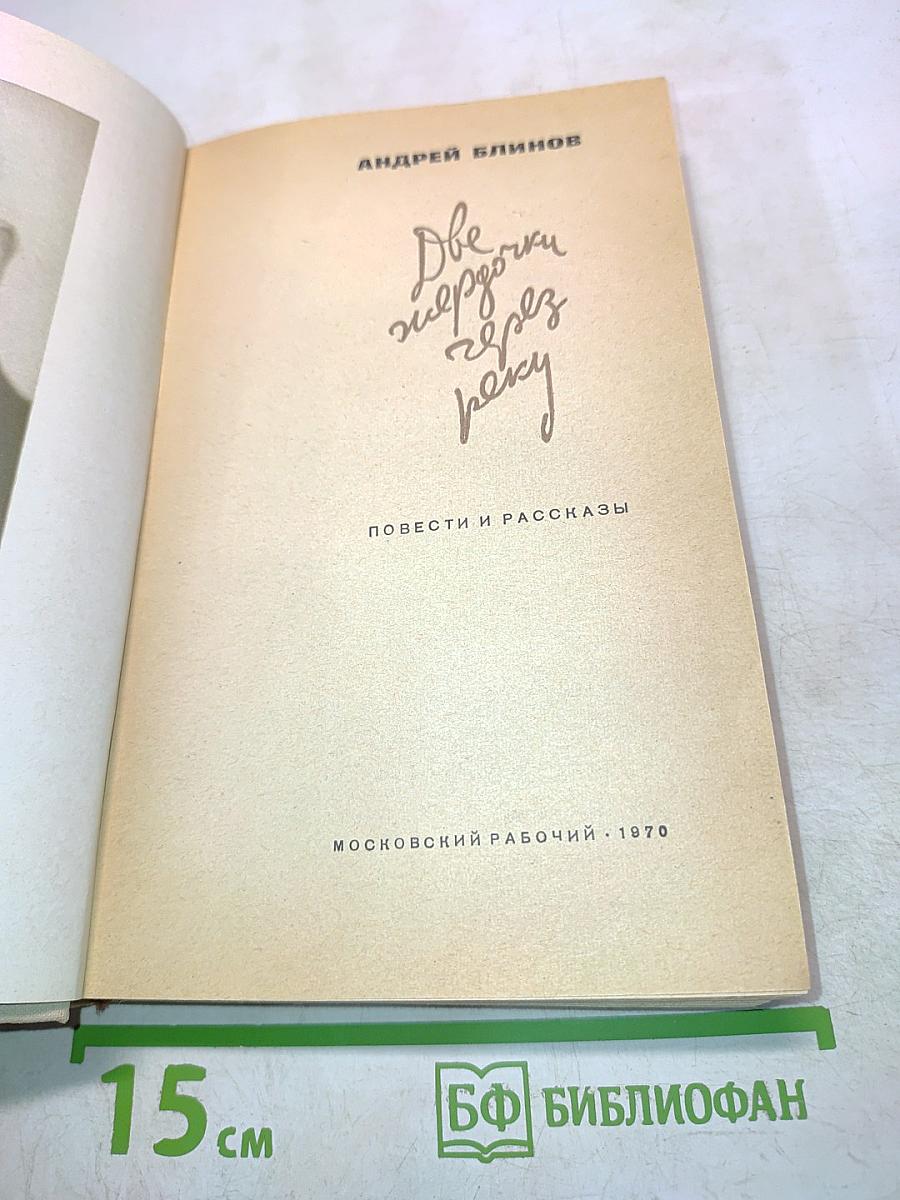 АНДРЕЙ БЛИНОВ
Две
жердочки
через
реку
ПОВЕСТИ И РАССКАЗЫ
МОСКОВСКИЙ РАБОЧИЙ • 1970
15 см
БФ БИБЛИОФАН